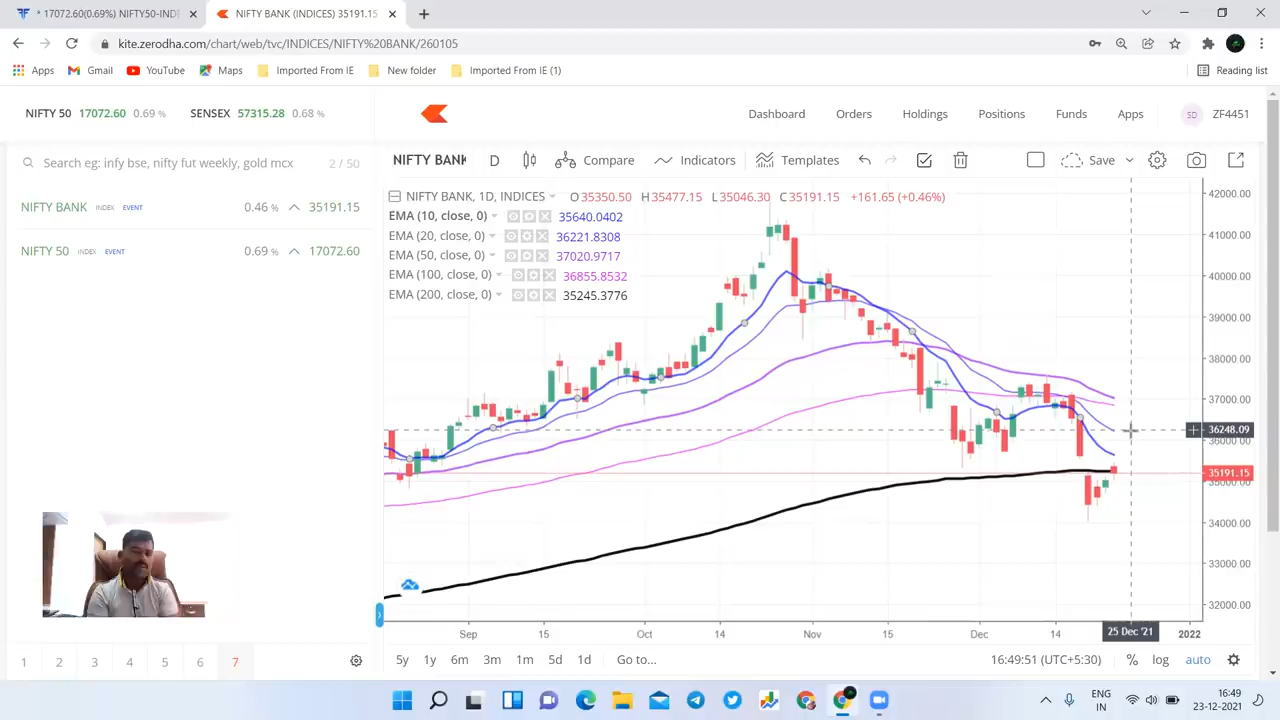 * 17072.60(0.69%) NIFTY50-IND
NIFTY BANK (INDICES) 35191.15
kite.zerodha.com/chart/web/tvc/INDICES/NIFTY%20BANK/260105
Apps Gmail YouTube Maps Imported From IE New folder Imported From IE (1) Reading list
NIFTY 50 17072.60 0.69 % SENSEX 57315.28 0.68 %
Dashboard Orders Holdings Positions Funds Apps SD ZF4451
Search eg: infy bse, nifty fut weekly, gold mcx 2 / 50
NIFTY BANK INDEX EVENT 0.46 % 35191.15
NIFTY 50 INDEX EVENT 0.69 % 17072.60
1 2 3 4 5 6 7
NIFTY BANK D Compare Indicators Templates Save
NIFTY BANK, 1D, INDICES O35350.50 H35477.15 L35046.30 C35191.15 +161.65 (+0.46%)
EMA (10, close, 0) 35640.0402
EMA (20, close, 0) 36221.8308
EMA (50, close, 0) 37020.9717
EMA (100, close, 0) 36855.8532
EMA (200, close, 0) 35245.3776
42000.00
41000.00
40000.00
39000.00
38000.00
37000.00
36248.09
36000.00
35191.15
35000.00
34000.00
33000.00
32000.00
Sep 15 Oct 14 Nov 15 Dec 14 25 Dec '21 2022
5y 1y 6m 3m 1m 5d 1d Go to... 16:49:51 (UTC+5:30) % log auto
ENG
IN
16:49
23-12-2021